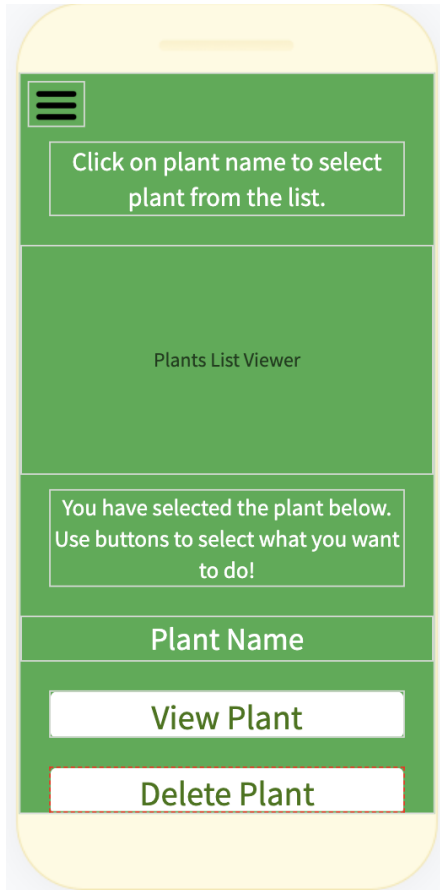 Click on plant name to select
plant from the list.
Plants List Viewer
You have selected the plant below.
Use buttons to select what you want
to do!
Plant Name
View Plant
Delete Plant